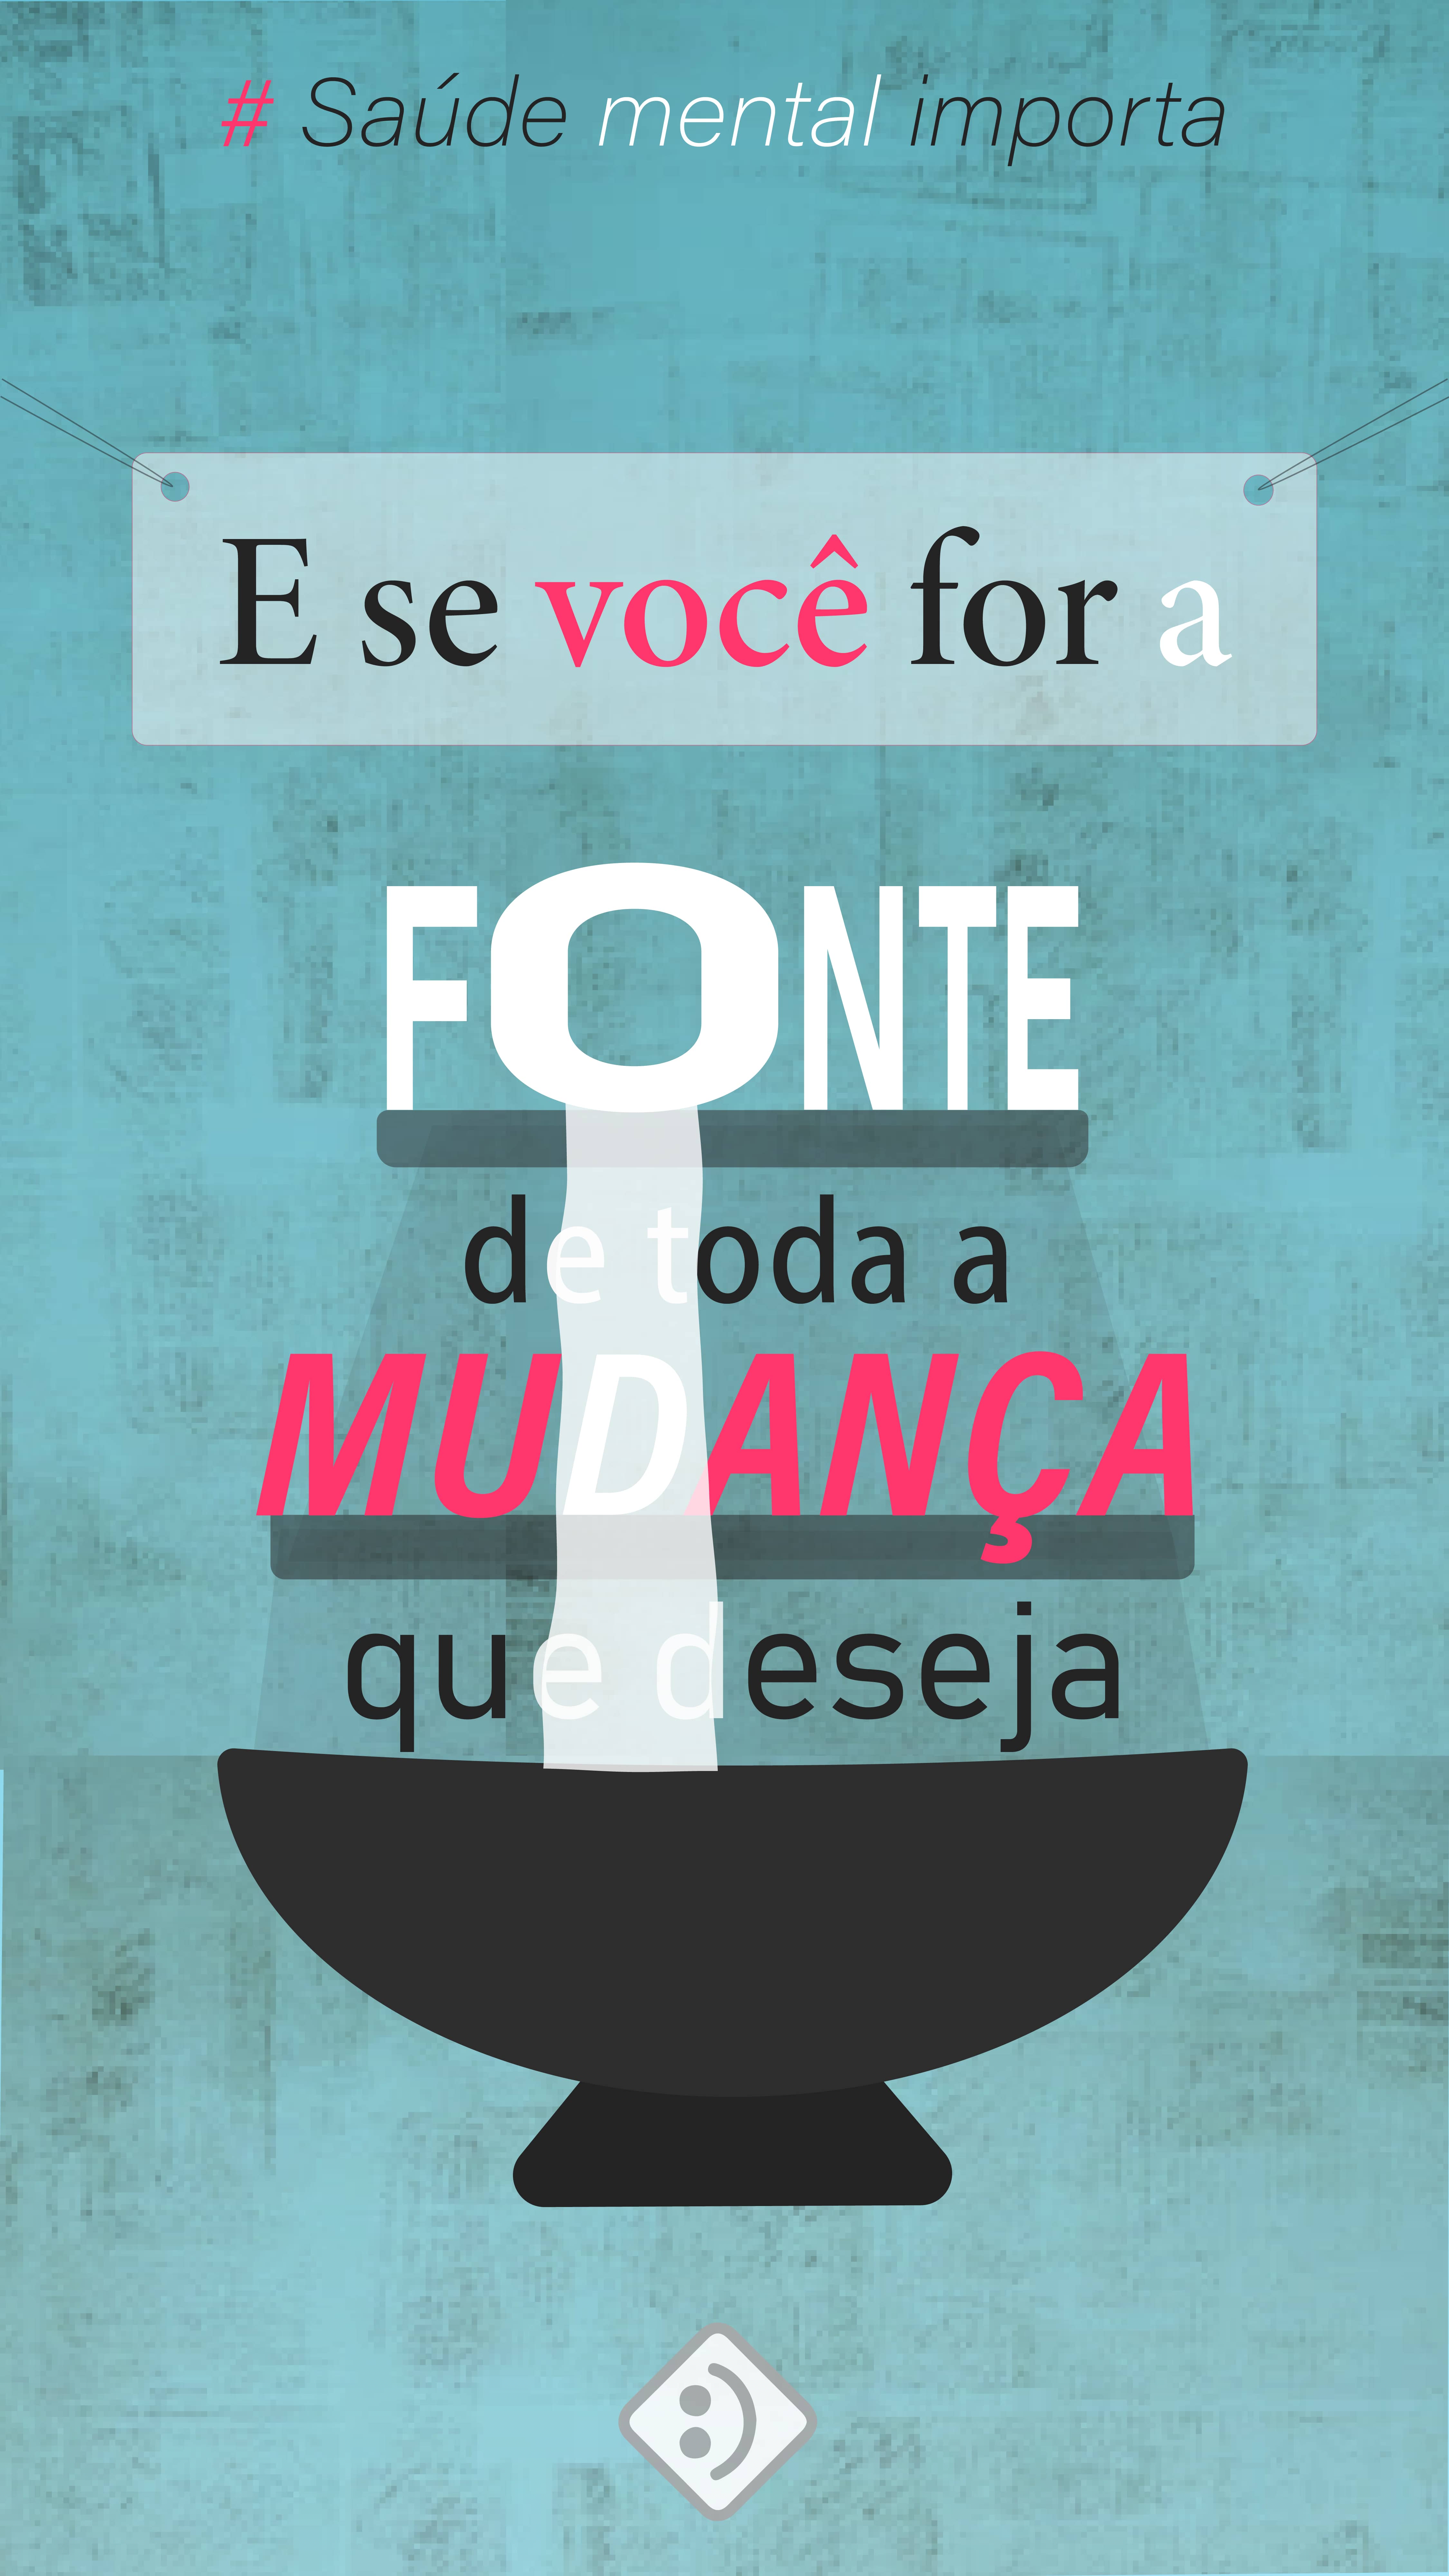 # Saúde mental importa
E se você for a
FONTE
de toda a
MUDANÇA
que deseja
:)